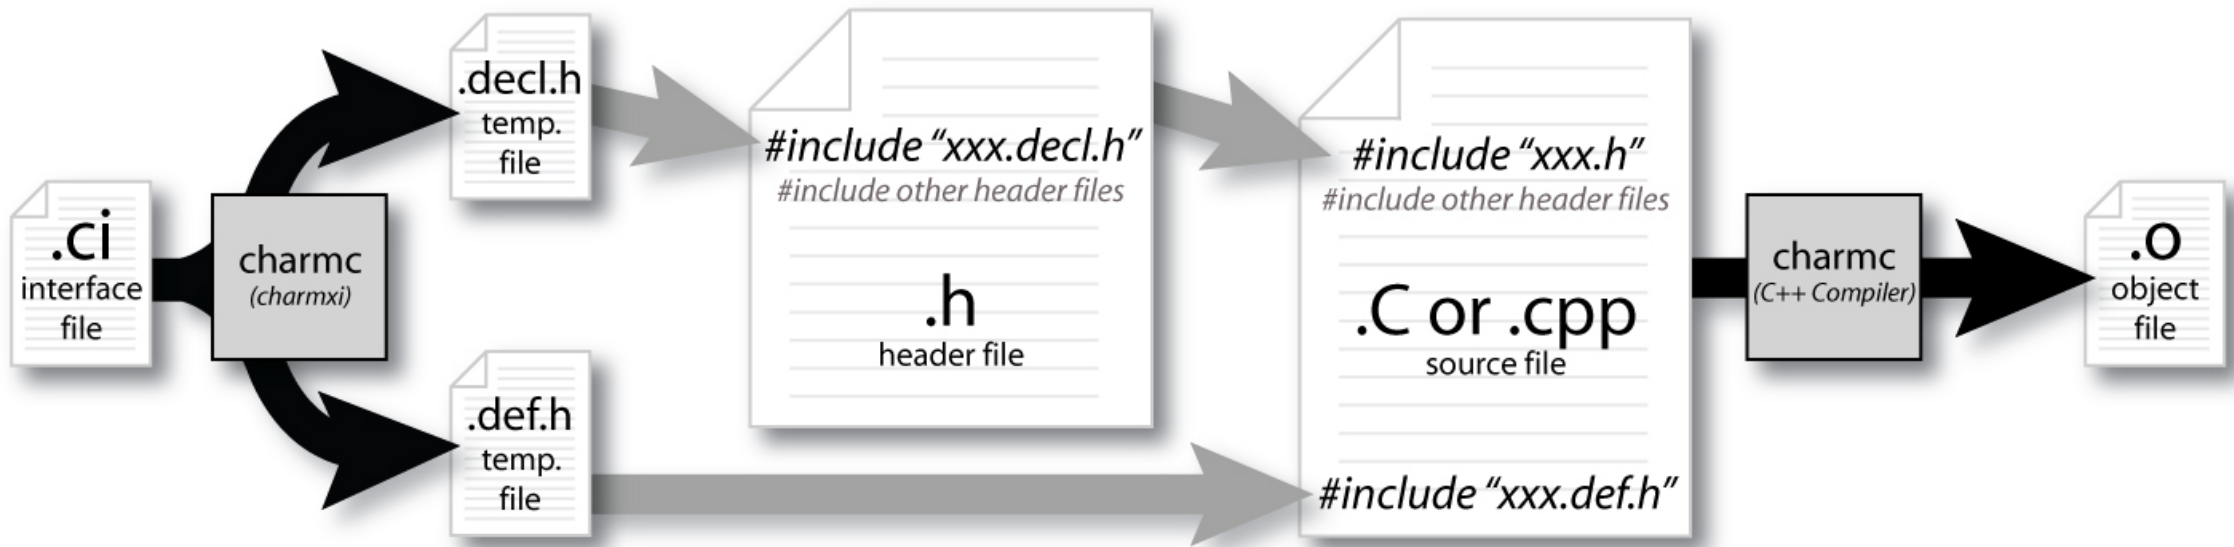 .ci
interface
file
charmc
(charmxi)
.decl.h
temp.
file
.def.h
temp.
file
#include “xxx.decl.h”
#include other header files
.h
header file
#include “xxx.h”
#include other header files
.C or .cpp
source file
#include “xxx.def.h”
charmc
(C++ Compiler)
.o
object
file